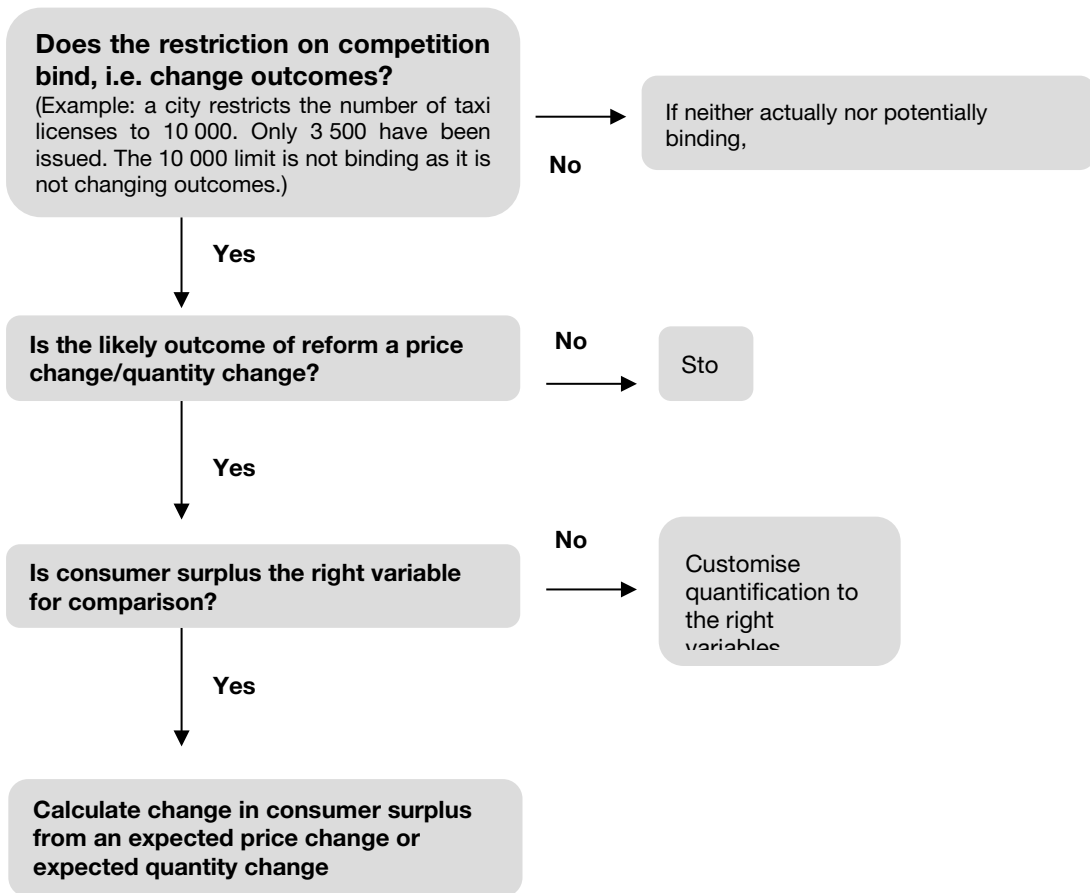 Does the restriction on competition
bind, i.e. change outcomes?
(Example: a city restricts the number of taxi
licenses to 10 000. Only 3 500 have been
issued. The 10 000 limit is not binding as it is
not changing outcomes.)
If neither actually nor potentially
binding,
No
Yes
Is the likely outcome of reform a price
change/quantity change?
No
Sto
Yes
Is consumer surplus the right variable
for comparison?
No
Customise
quantification to
the right
variables
Yes
Calculate change in consumer surplus
from an expected price change or
expected quantity change